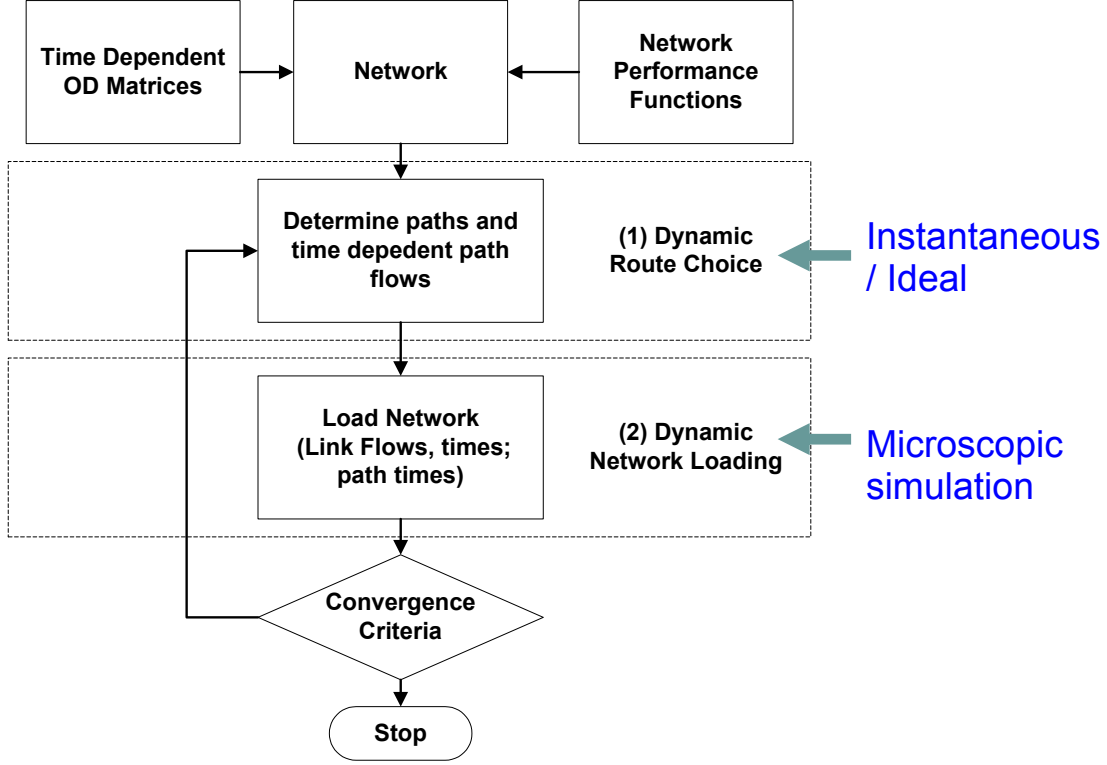 Time Dependent
OD Matrices
Network
Network
Performance
Functions
Determine paths and
time depedent path
flows
(1) Dynamic
Route Choice
Instantaneous
/ Ideal
Load Network
(Link Flows, times;
path times)
(2) Dynamic
Network Loading
Microscopic
simulation
Convergence
Criteria
Stop